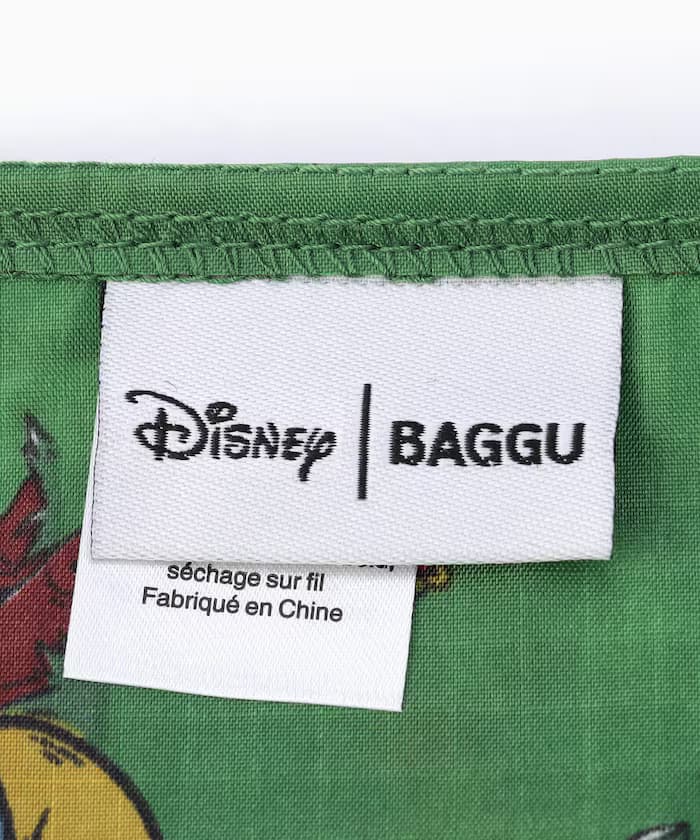 Disney | BAGGU
séchage sur fil
Fabriqué en Chine